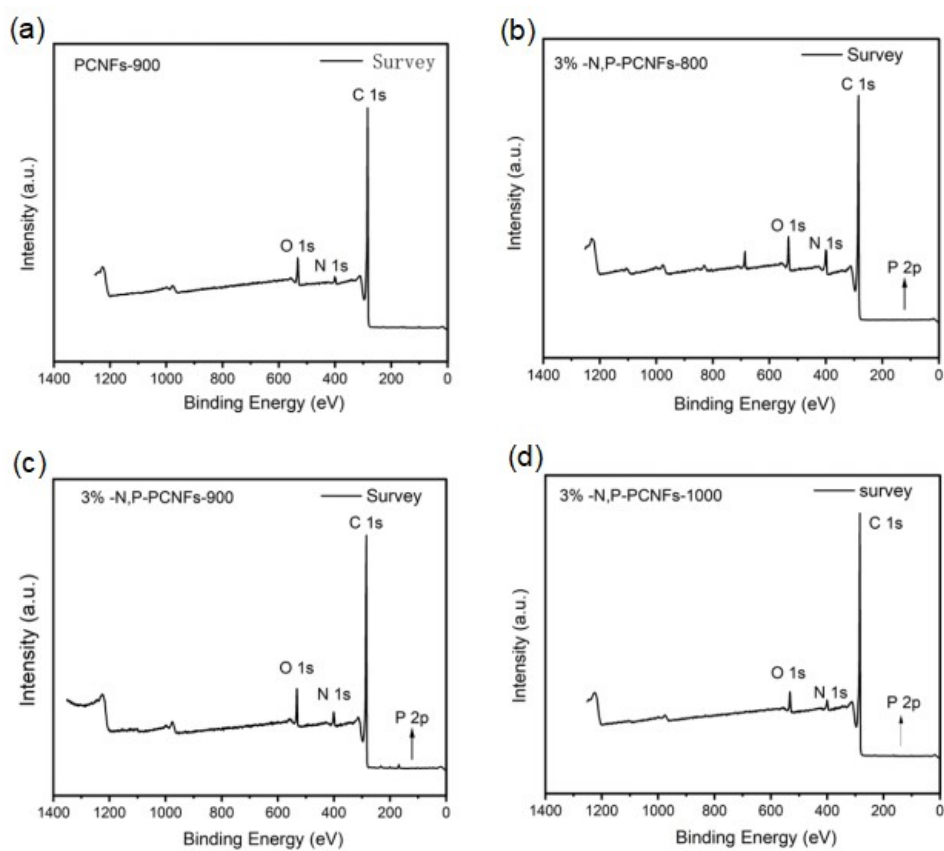 (a)
PCNFs-900
Survey
C 1s
O 1s
N 1s
Intensity (a.u.)
1400 1200 1000 800 600 400 200 0
Binding Energy (eV)
(b)
3% -N,P-PCNFs-800
Survey
C 1s
O 1s
N 1s
P 2p
Intensity (a.u.)
1400 1200 1000 800 600 400 200 0
Binding Energy (eV)
(c)
3% -N,P-PCNFs-900
Survey
C 1s
O 1s
N 1s
P 2p
Intensity (a.u.)
1400 1200 1000 800 600 400 200 0
Binding Energy (eV)
(d)
3% -N,P-PCNFs-1000
survey
C 1s
O 1s
N 1s
P 2p
Intensity (a.u.)
1400 1200 1000 800 600 400 200 0
Binding Energy (eV)